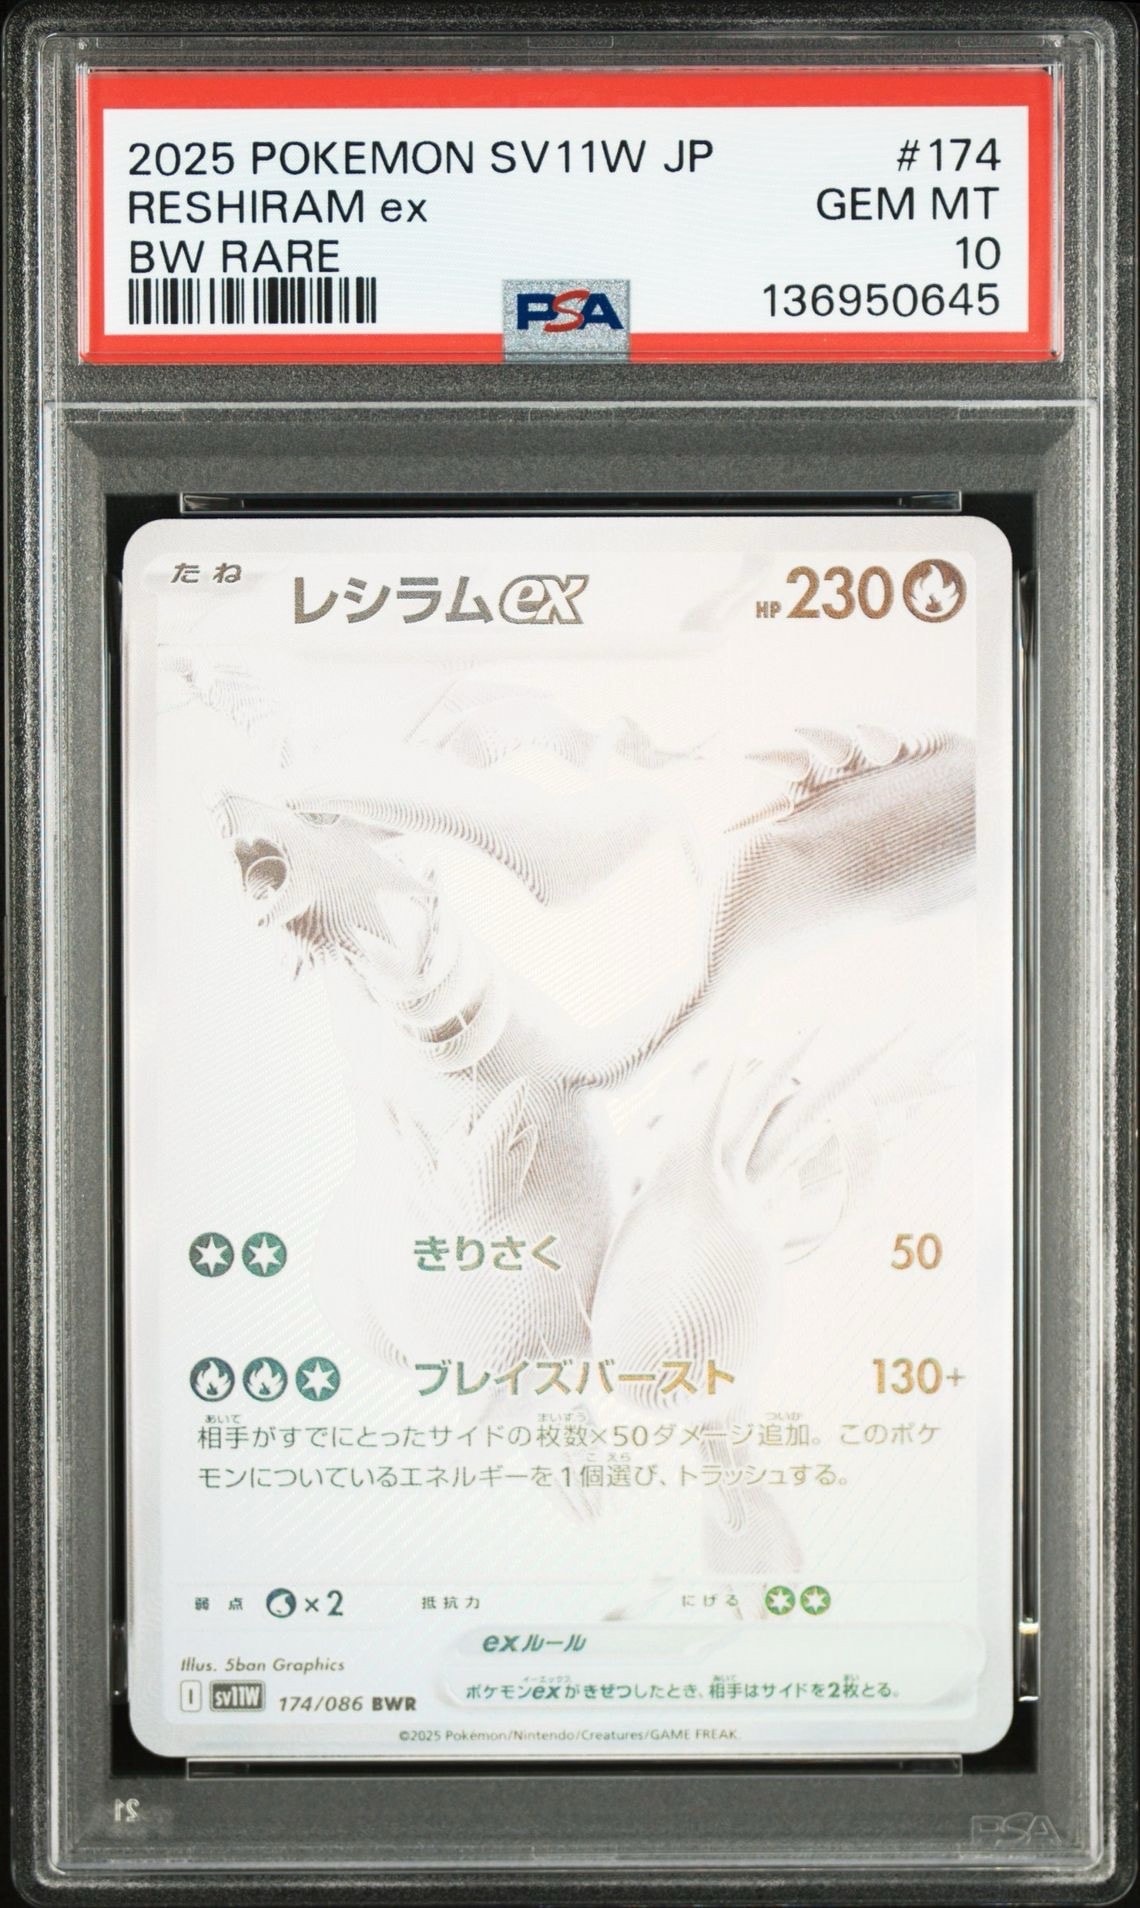 2025 POKEMON SV11W JP #174
RESHIRAM ex GEM MT
BW RARE 10
PSA 136950645
たね レシラムex HP230
きりさく 50
ブレイズバースト 130+
相手がすでにとったサイドの枚数×50ダメージ追加。このポケ
モンについているエネルギーを1個選び、トラッシュする。
弱点 ×2 抵抗力 にげる
exルール
Illus. 5ban Graphics
ポケモンexがきぜつしたとき、相手はサイドを2枚とる。
I sv11W 174/086 BWR
©2025 Pokémon/Nintendo/Creatures/GAME FREAK.
21 PSA